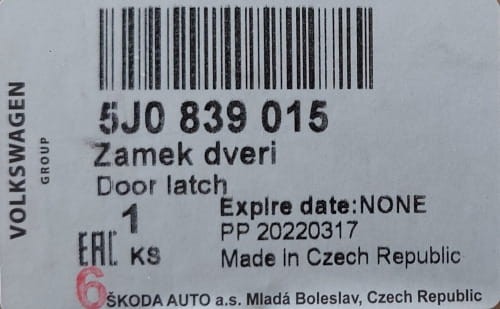 VOLKSWAGEN
GROUP
5J0 839 015
Zamek dveri
Door latch
1
Expire date:NONE
PP 20220317
EAC KS
Made in Czech Republic
6
ŠKODA AUTO a.s. Mladá Boleslav, Czech Republic